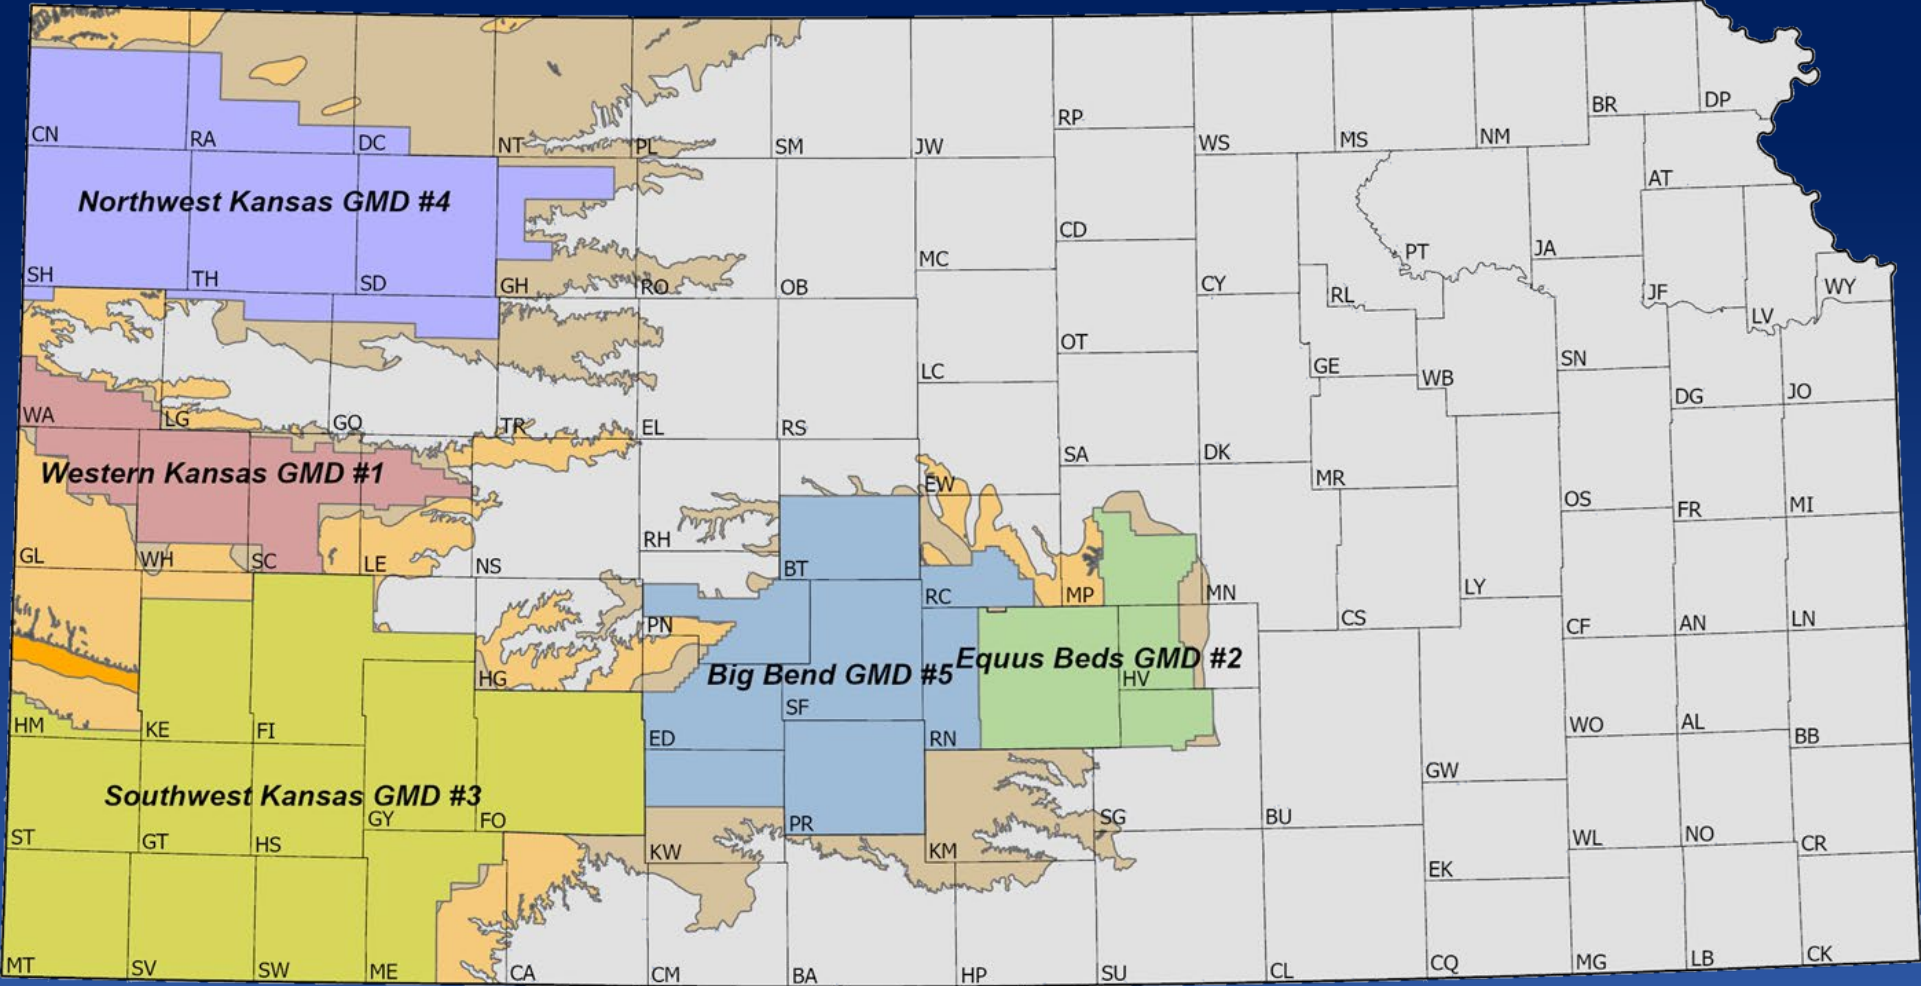 BR
DP
RP
CN
RA
DC
NT
PL
SM
JW
WS
MS
NM
AT
Northwest Kansas GMD #4
CD
PT
JA
MC
SH
TH
SD
GH
RO
OB
CY
RL
JF
WY
LV
OT
SN
GE
WB
LC
DG
JO
WA
LG
GO
TR
EL
RS
SA
DK
Western Kansas GMD #1
MR
EW
OS
FR
MI
RH
GL
WH
SC
LE
NS
BT
RC
MP
MN
LY
CS
PN
CF
AN
LN
Big Bend GMD #5
Equus Beds GMD #2
HG
HV
SF
HM
KE
FI
ED
RN
WO
AL
BB
GW
Southwest Kansas GMD #3
GY
FO
PR
SG
BU
ST
GT
HS
KW
KM
WL
NO
CR
EK
MT
SV
SW
ME
CA
CM
BA
HP
SU
CL
CQ
MG
LB
CK